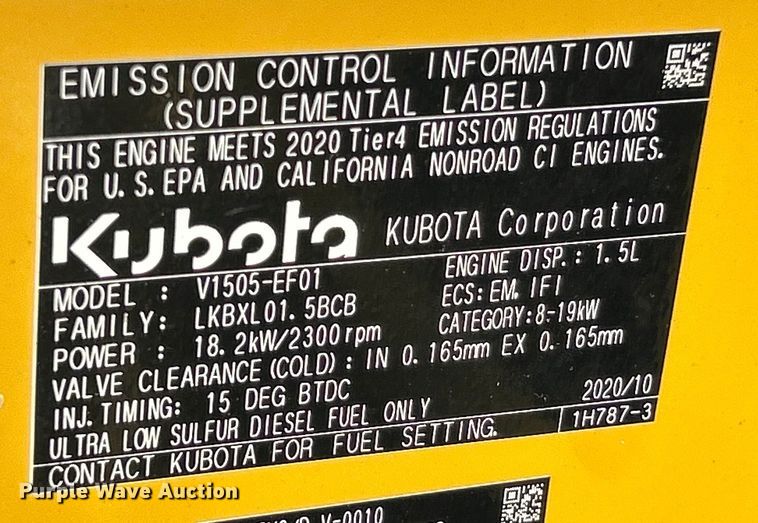 EMISSION CONTROL INFORMATION
(SUPPLEMENTAL LABEL)
THIS ENGINE MEETS 2020 Tier4 EMISSION REGULATIONS
FOR U.S.EPA AND CALIFORNIA NONROAD CI ENGINES.
Kubota KUBOTA Corporation
MODEL : V1505-EF01 ENGINE DISP.: 1.5L
FAMILY: LKBXL01.5BCB ECS: EM, IFI
POWER : 18.2kW/2300rpm CATEGORY:8-19kW
VALVE CLEARANCE(COLD): IN 0.165mm EX 0.165mm
INJ.TIMING: 15 DEG BTDC 2020/10
ULTRA LOW SULFUR DIESEL FUEL ONLY
CONTACT KUBOTA FOR FUEL SETTING. 1H787-3
Purple Wave Auction
V-0010